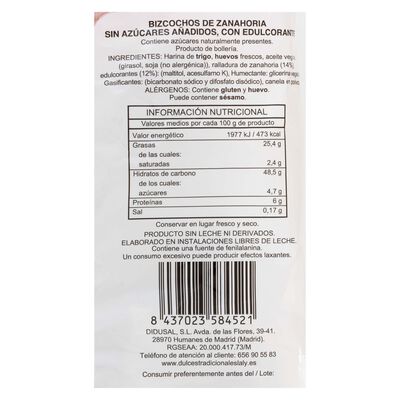 BIZCOCHOS DE ZANAHORIA
SIN AZÚCARES AÑADIDOS, CON EDULCORANTE
Contiene azúcares naturalmente presentes.
Producto de bollería.
INGREDIENTES: Harina de trigo, huevos frescos, aceite
(girasol, soja (no alergénica)), ralladura de zanahoria (14%)
edulcorantes (12%): (maltitol, acesulfamo K), Humectante: glicerina
Gasificantes: (bicarbonato sódico y difosfato disódico), canela
ALÉRGENOS: Contiene gluten y huevo.
Puede contener sésamo.
INFORMACIÓN NUTRICIONAL
Valores medios por cada 100 g de producto
Valor energético 1977 kJ / 473 kcal
Grasas 25,4 g
de las cuales:
saturadas 2,4 g
Hidratos de carbono 48,5 g
de los cuales:
azúcares 4,7 g
Proteínas 6 g
Sal 0,17 g
Conservar en lugar fresco y seco.
PRODUCTO SIN LECHE NI DERIVADOS.
ELABORADO EN INSTALACIONES LIBRES DE LECHE.
Contiene una fuente de fenilalanina.
Un consumo excesivo puede producir efectos laxantes.
8 437023 584521
DIDUSAL, S.L. Avda. de las Flores, 39-41.
28970 Humanes de Madrid (Madrid).
RGSEAA: 20.000.417.73/M
Teléfono de atención al cliente: 656 90 55 83
www.dulcestradicionaleslaly.es
Consumir preferentemente antes del / Lote: